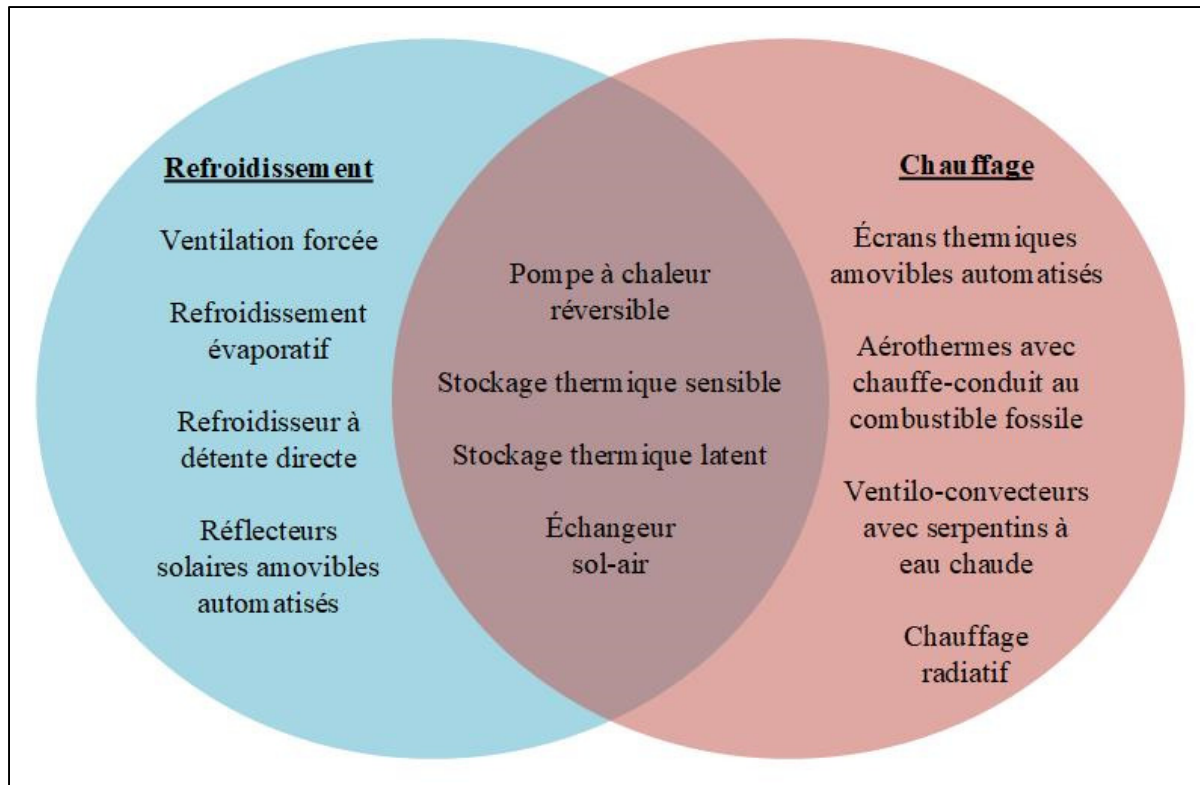 Refroidissement
Ventilation forcée
Refroidissement
évaporatif
Refroidisseur à
détente directe
Réflecteurs
solaires amovibles
automatisés
Pompe à chaleur
réversible
Stockage thermique sensible
Stockage thermique latent
Échangeur
sol-air
Chauffage
Écrans thermiques
amovibles automatisés
Aérothermes avec
chauffe-conduit au
combustible fossile
Ventilo-convecteurs
avec serpentins à
eau chaude
Chauffage
radiatif